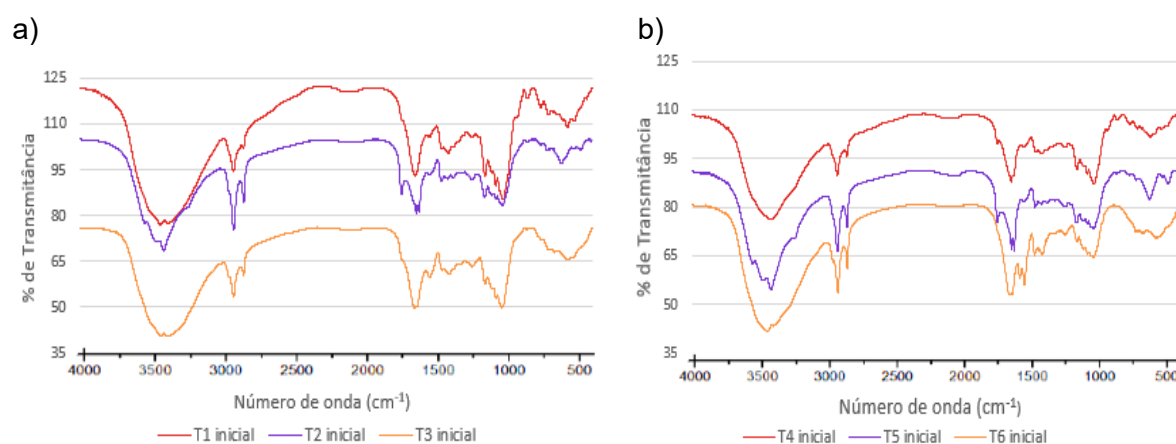 a)
125
110
95
80
65
50
35
% de Transmitância
4000 3500 3000 2500 2000 1500 1000 500
Número de onda (cm⁻¹)
T1 inicial T2 inicial T3 inicial
b)
125
110
95
80
65
50
35
% de Transmitância
4000 3500 3000 2500 2000 1500 1000 500
Número de onda (cm⁻¹)
T4 inicial T5 inicial T6 inicial